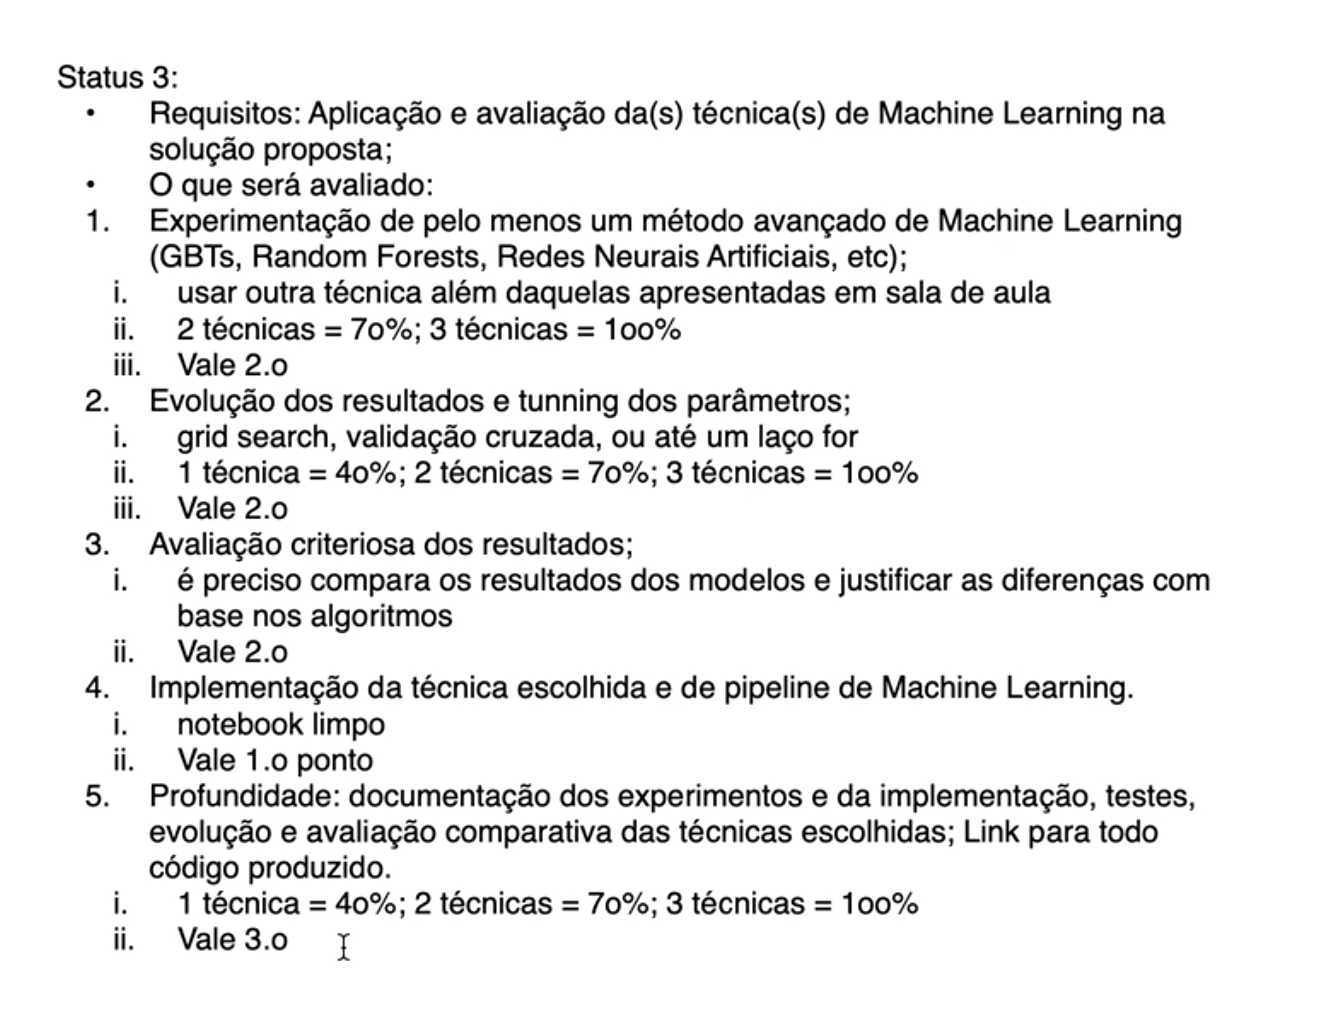 Status 3:
• Requisitos: Aplicação e avaliação da(s) técnica(s) de Machine Learning na
solução proposta;
• O que será avaliado:
1. Experimentação de pelo menos um método avançado de Machine Learning
(GBTs, Random Forests, Redes Neurais Artificiais, etc);
i. usar outra técnica além daquelas apresentadas em sala de aula
ii. 2 técnicas = 7o%; 3 técnicas = 1oo%
iii. Vale 2.o
2. Evolução dos resultados e tunning dos parâmetros;
i. grid search, validação cruzada, ou até um laço for
ii. 1 técnica = 4o%; 2 técnicas = 7o%; 3 técnicas = 1oo%
iii. Vale 2.o
3. Avaliação criteriosa dos resultados;
i. é preciso compara os resultados dos modelos e justificar as diferenças com
base nos algoritmos
ii. Vale 2.o
4. Implementação da técnica escolhida e de pipeline de Machine Learning.
i. notebook limpo
ii. Vale 1.o ponto
5. Profundidade: documentação dos experimentos e da implementação, testes,
evolução e avaliação comparativa das técnicas escolhidas; Link para todo
código produzido.
i. 1 técnica = 4o%; 2 técnicas = 7o%; 3 técnicas = 1oo%
ii. Vale 3.o